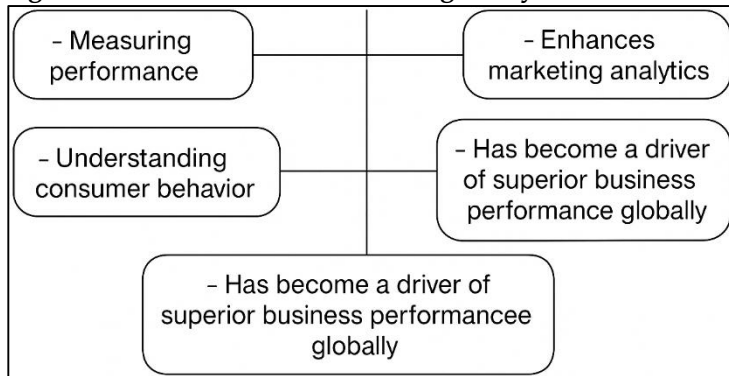 – Measuring
performance
– Enhances
marketing analytics
– Understanding
consumer behavior
– Has become a driver
of superior business
performance globally
– Has become a driver of
superior business performancee
globally